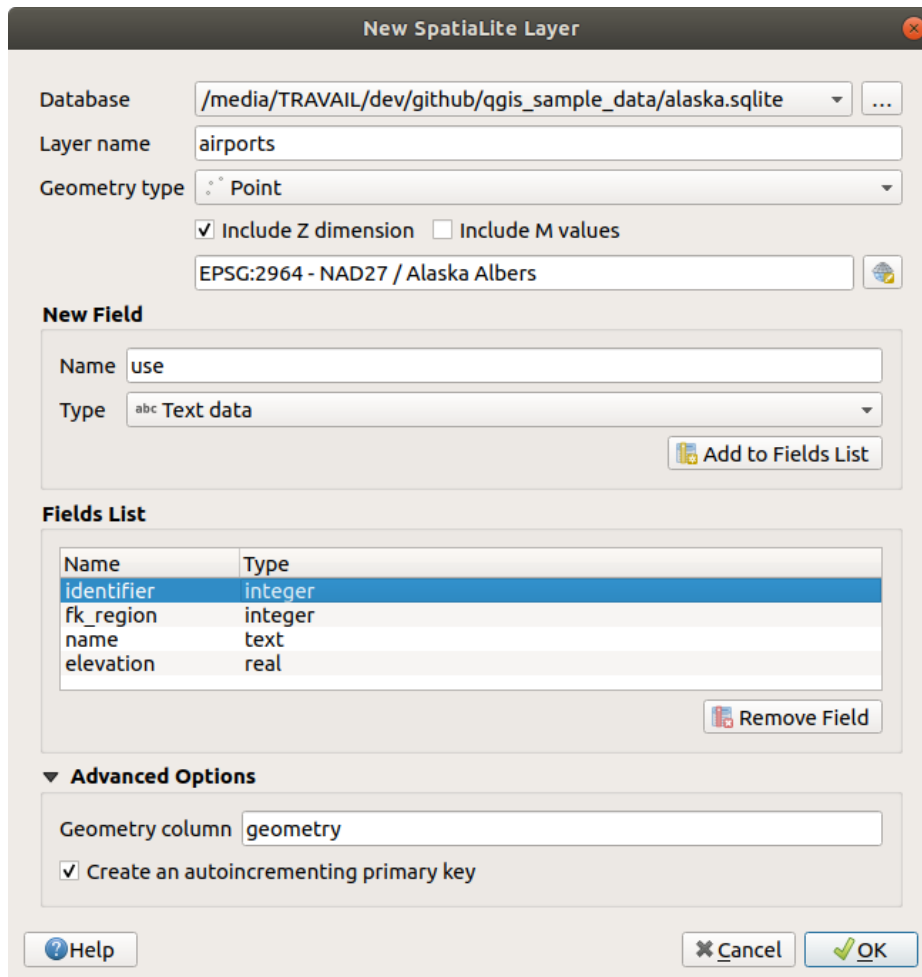 New SpatiaLite Layer
Database /media/TRAVAIL/dev/github/qgis_sample_data/alaska.sqlite ...
Layer name airports
Geometry type Point
Include Z dimension Include M values
EPSG:2964 - NAD27 / Alaska Albers
New Field
Name use
Type abc Text data
Add to Fields List
Fields List
Name Type
identifier integer
fk_region integer
name text
elevation real
Remove Field
Advanced Options
Geometry column geometry
Create an autoincrementing primary key
Help Cancel OK